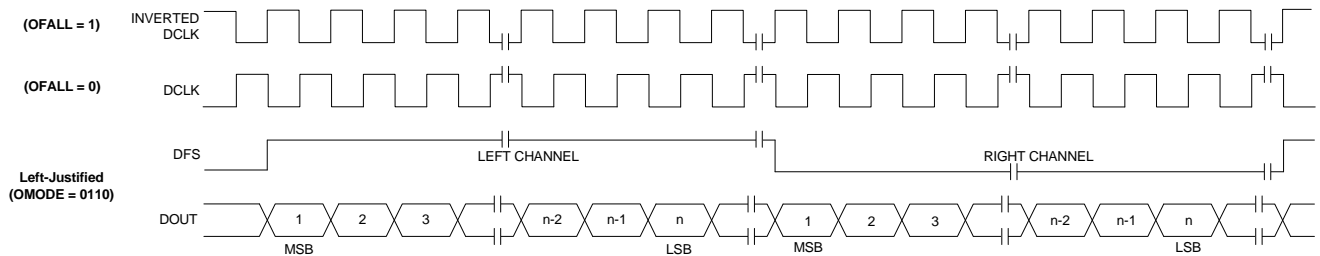 (OFALL = 1)
INVERTED
DCLK
(OFALL = 0)
DCLK
DFS
LEFT CHANNEL
RIGHT CHANNEL
Left-Justified
(OMODE = 0110)
DOUT
1 2 3 n-2 n-1 n 1 2 3 n-2 n-1 n
MSB LSB MSB LSB